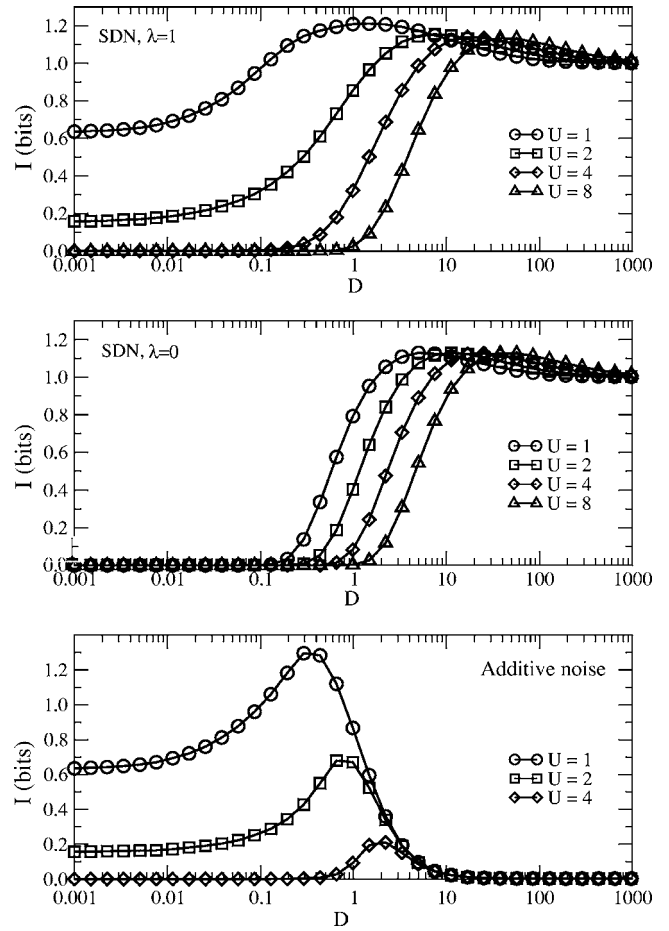 SDN, λ=1
I (bits)
1.2
1.0
0.8
0.6
0.4
0.2
0.0
U = 1
U = 2
U = 4
U = 8
0.001 0.01 0.1 1 10 100 1000
D
SDN, λ=0
I (bits)
1.2
1.0
0.8
0.6
0.4
0.2
0.0
U = 1
U = 2
U = 4
U = 8
0.001 0.01 0.1 1 10 100 1000
D
Additive noise
I (bits)
1.2
1.0
0.8
0.6
0.4
0.2
0.0
U = 1
U = 2
U = 4
0.001 0.01 0.1 1 10 100 1000
D